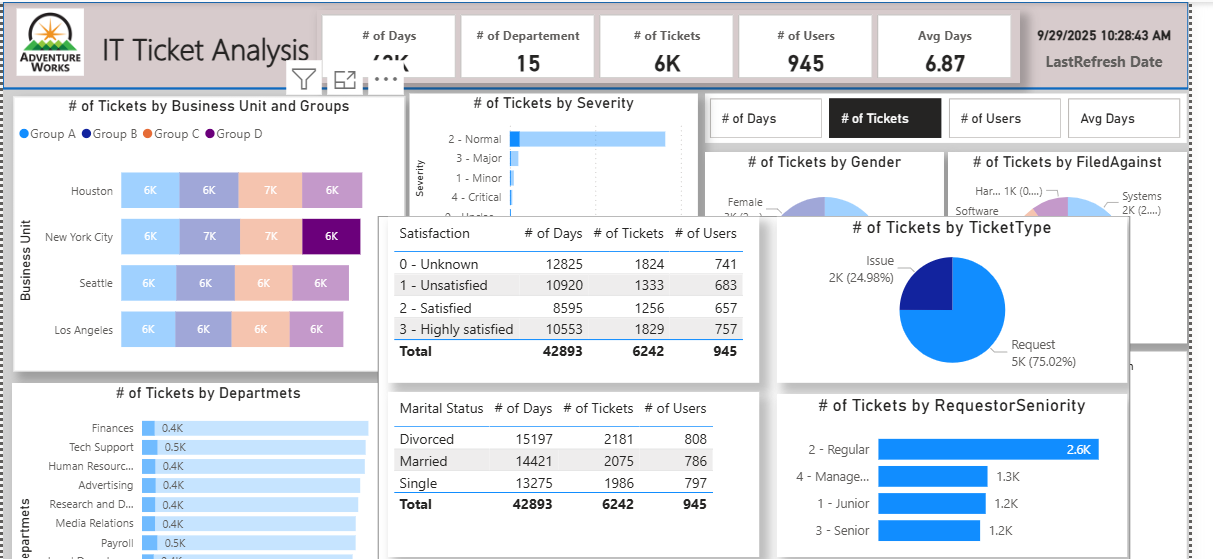 ADVENTURE
WORKS
IT Ticket Analysis
# of Days
# of Departement
15
# of Tickets
6K
# of Users
945
Avg Days
6.87
9/29/2025 10:28:43 AM
LastRefresh Date
# of Tickets by Business Unit and Groups
Group A Group B Group C Group D
Business Unit
Houston 6K 6K 7K 6K
New York City 6K 7K 7K 6K
Seattle 6K 6K 6K 6K
Los Angeles 6K 6K 6K 6K
# of Tickets by Severity
Severity
2 - Normal
3 - Major
1 - Minor
4 - Critical
# of Days
# of Tickets
# of Users
Avg Days
# of Tickets by Gender
Female
# of Tickets by FiledAgainst
Har... 1K (0....)
Software
Systems
2K (2....)
Satisfaction # of Days # of Tickets # of Users
0 - Unknown 12825 1824 741
1 - Unsatisfied 10920 1333 683
2 - Satisfied 8595 1256 657
3 - Highly satisfied 10553 1829 757
Total 42893 6242 945
# of Tickets by TicketType
Issue
2K (24.98%)
Request
5K (75.02%)
# of Tickets by Departmets
Finances 0.4K
Tech Support 0.5K
Human Resourc... 0.4K
Advertising 0.4K
Research and D... 0.4K
Media Relations 0.4K
Payroll 0.5K
Marital Status # of Days # of Tickets # of Users
Divorced 15197 2181 808
Married 14421 2075 786
Single 13275 1986 797
Total 42893 6242 945
# of Tickets by RequestorSeniority
2 - Regular 2.6K
4 - Manage... 1.3K
1 - Junior 1.2K
3 - Senior 1.2K